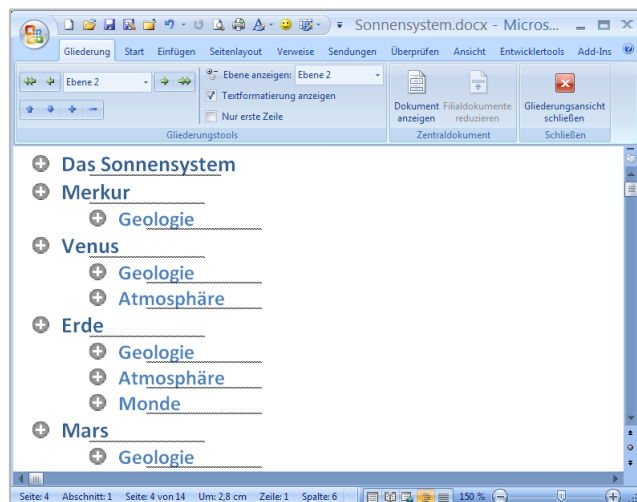 Sonnensystem.docx - Micros...
Gliederung Start Einfügen Seitenlayout Verweise Sendungen Überprüfen Ansicht Entwicklertools Add-Ins
Ebene 2
Ebene anzeigen: Ebene 2
Textformatierung anzeigen
Nur erste Zeile
Gliederungstools
Dokument anzeigen
Filialdokumente reduzieren
Zentraldokument
Gliederungsansicht schließen
Schließen
Das Sonnensystem
Merkur
Geologie
Venus
Geologie
Atmosphäre
Erde
Geologie
Atmosphäre
Monde
Mars
Geologie
Seite: 4 Abschnitt: 1 Seite: 4 von 14 Um: 2,8 cm Zeile: 1 Spalte: 6 150 %